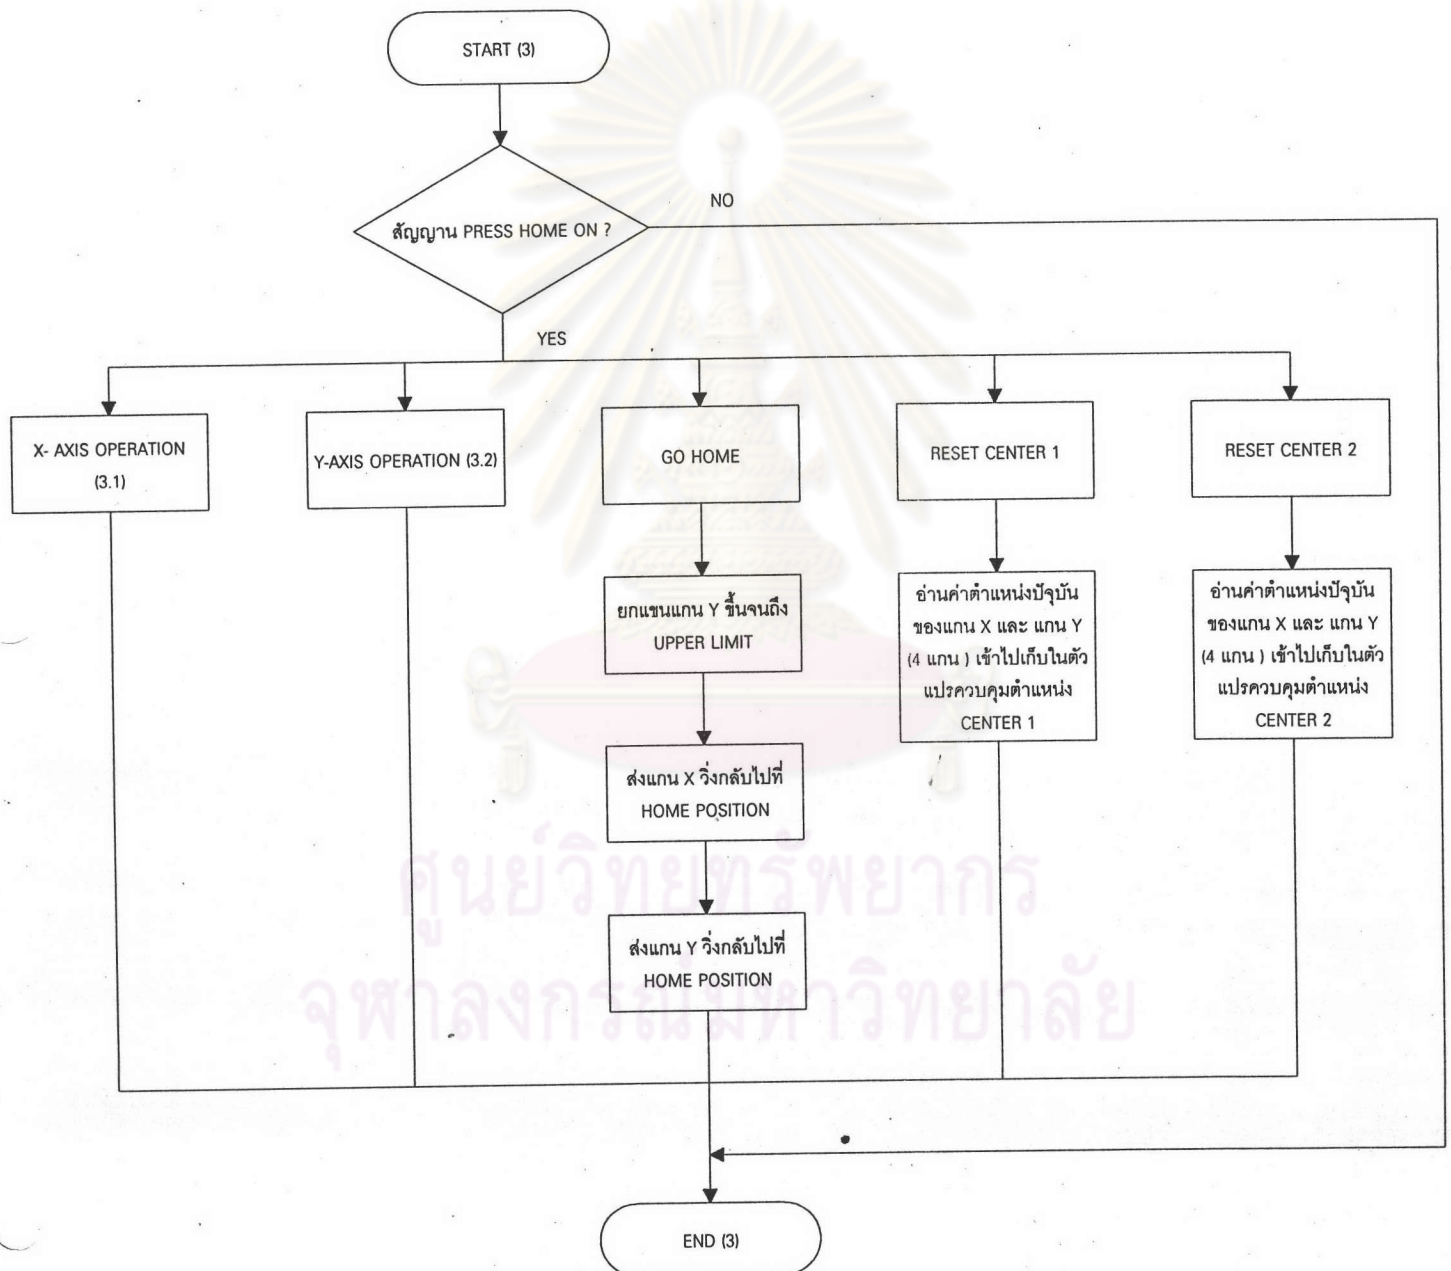 START (3)
สัญญาน PRESS HOME ON ?
NO
YES
X- AXIS OPERATION
(3.1)
Y-AXIS OPERATION (3.2)
GO HOME
RESET CENTER 1
RESET CENTER 2
ยกแขนแกน Y ขึ้นจนถึง
UPPER LIMIT
อ่านค่าตำแหน่งปัจุบัน
ของแกน X และ แกน Y
(4 แกน ) เข้าไปเก็บในตัว
แปรควบคุมตำแหน่ง
CENTER 1
อ่านค่าตำแหน่งปัจุบัน
ของแกน X และ แกน Y
(4 แกน ) เข้าไปเก็บในตัว
แปรควบคุมตำแหน่ง
CENTER 2
ส่งแกน X วิ่งกลับไปที่
HOME POSITION
ส่งแกน Y วิ่งกลับไปที่
HOME POSITION
ศูนย์วิทยทรัพยากร
จุฬาลงกรณ์มหาวิทยาลัย
END (3)